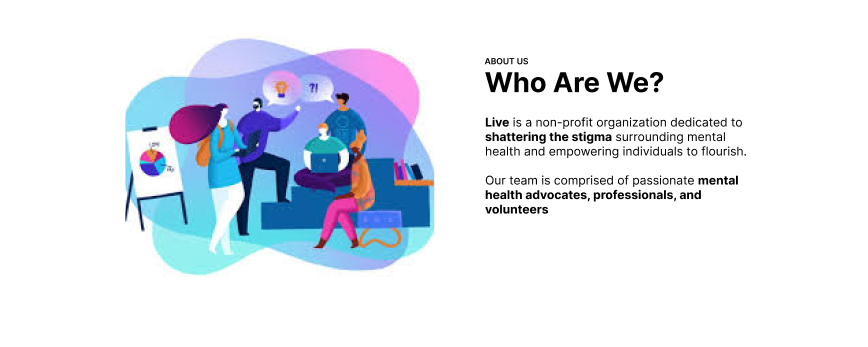 ?!
ABOUT US
Who Are We?
Live is a non-profit organization dedicated to
shattering the stigma surrounding mental
health and empowering individuals to flourish.
Our team is comprised of passionate mental
health advocates, professionals, and
volunteers